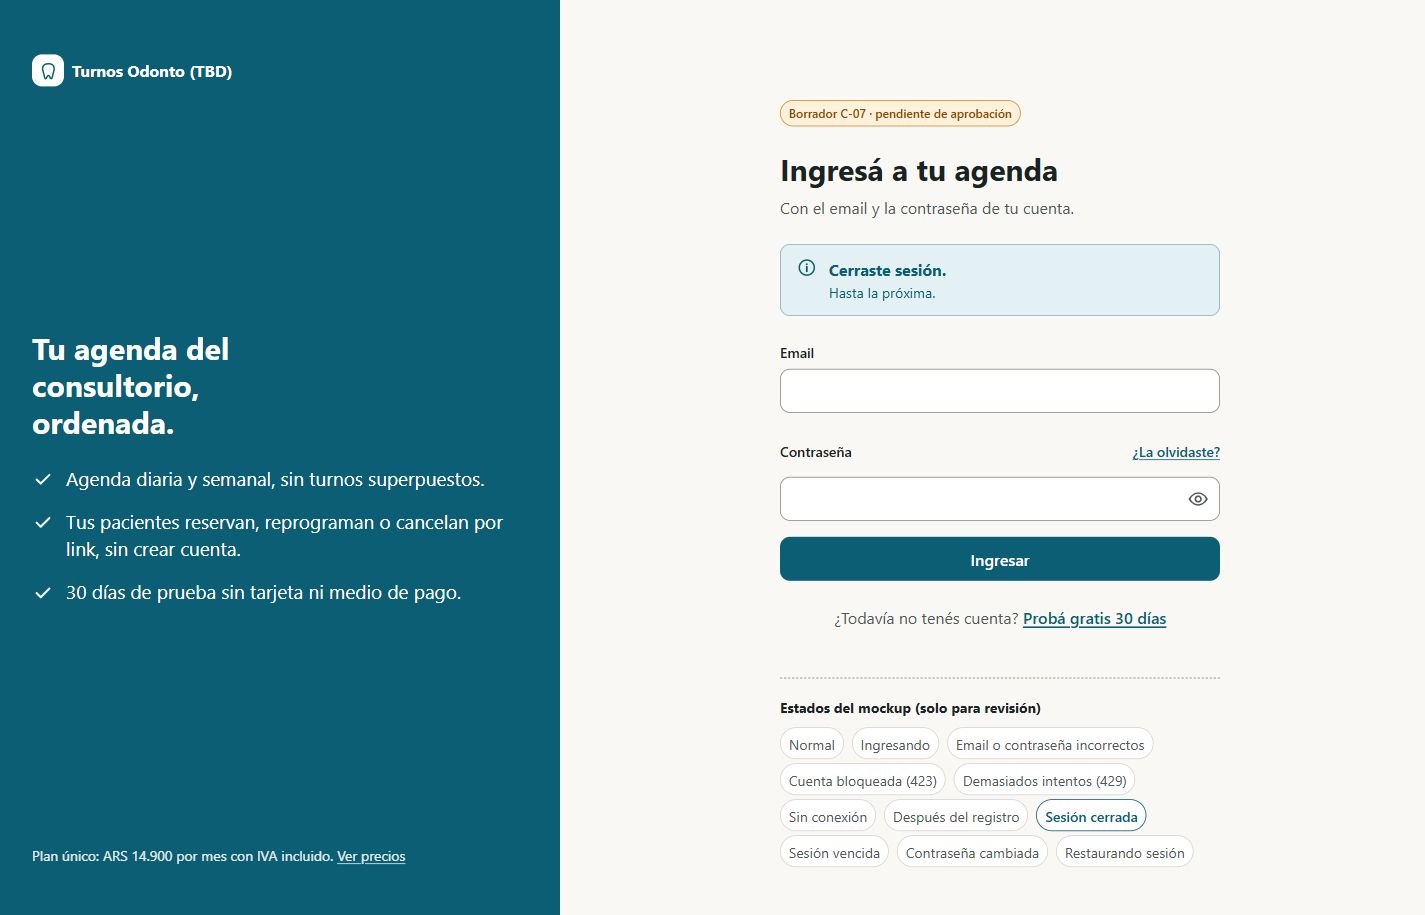 Turnos Odonto (TBD)
Tu agenda del
consultorio,
ordenada.
Agenda diaria y semanal, sin turnos superpuestos.
Tus pacientes reservan, reprograman o cancelan por
link, sin crear cuenta.
30 días de prueba sin tarjeta ni medio de pago.
Plan único: ARS 14.900 por mes con IVA incluido. Ver precios
Borrador C-07 · pendiente de aprobación
Ingresá a tu agenda
Con el email y la contraseña de tu cuenta.
Cerraste sesión.
Hasta la próxima.
Email
Contraseña ¿La olvidaste?
Ingresar
¿Todavía no tenés cuenta? Probá gratis 30 días
Estados del mockup (solo para revisión)
Normal Ingresando Email o contraseña incorrectos
Cuenta bloqueada (423) Demasiados intentos (429)
Sin conexión Después del registro Sesión cerrada
Sesión vencida Contraseña cambiada Restaurando sesión